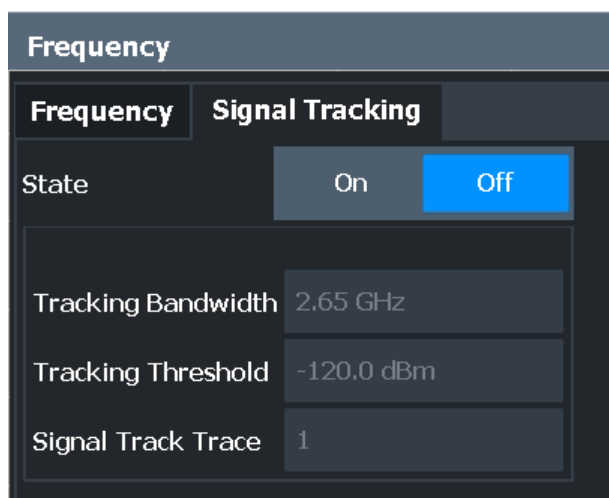 Frequency
Frequency Signal Tracking
State On Off
Tracking Bandwidth 2.65 GHz
Tracking Threshold -120.0 dBm
Signal Track Trace 1